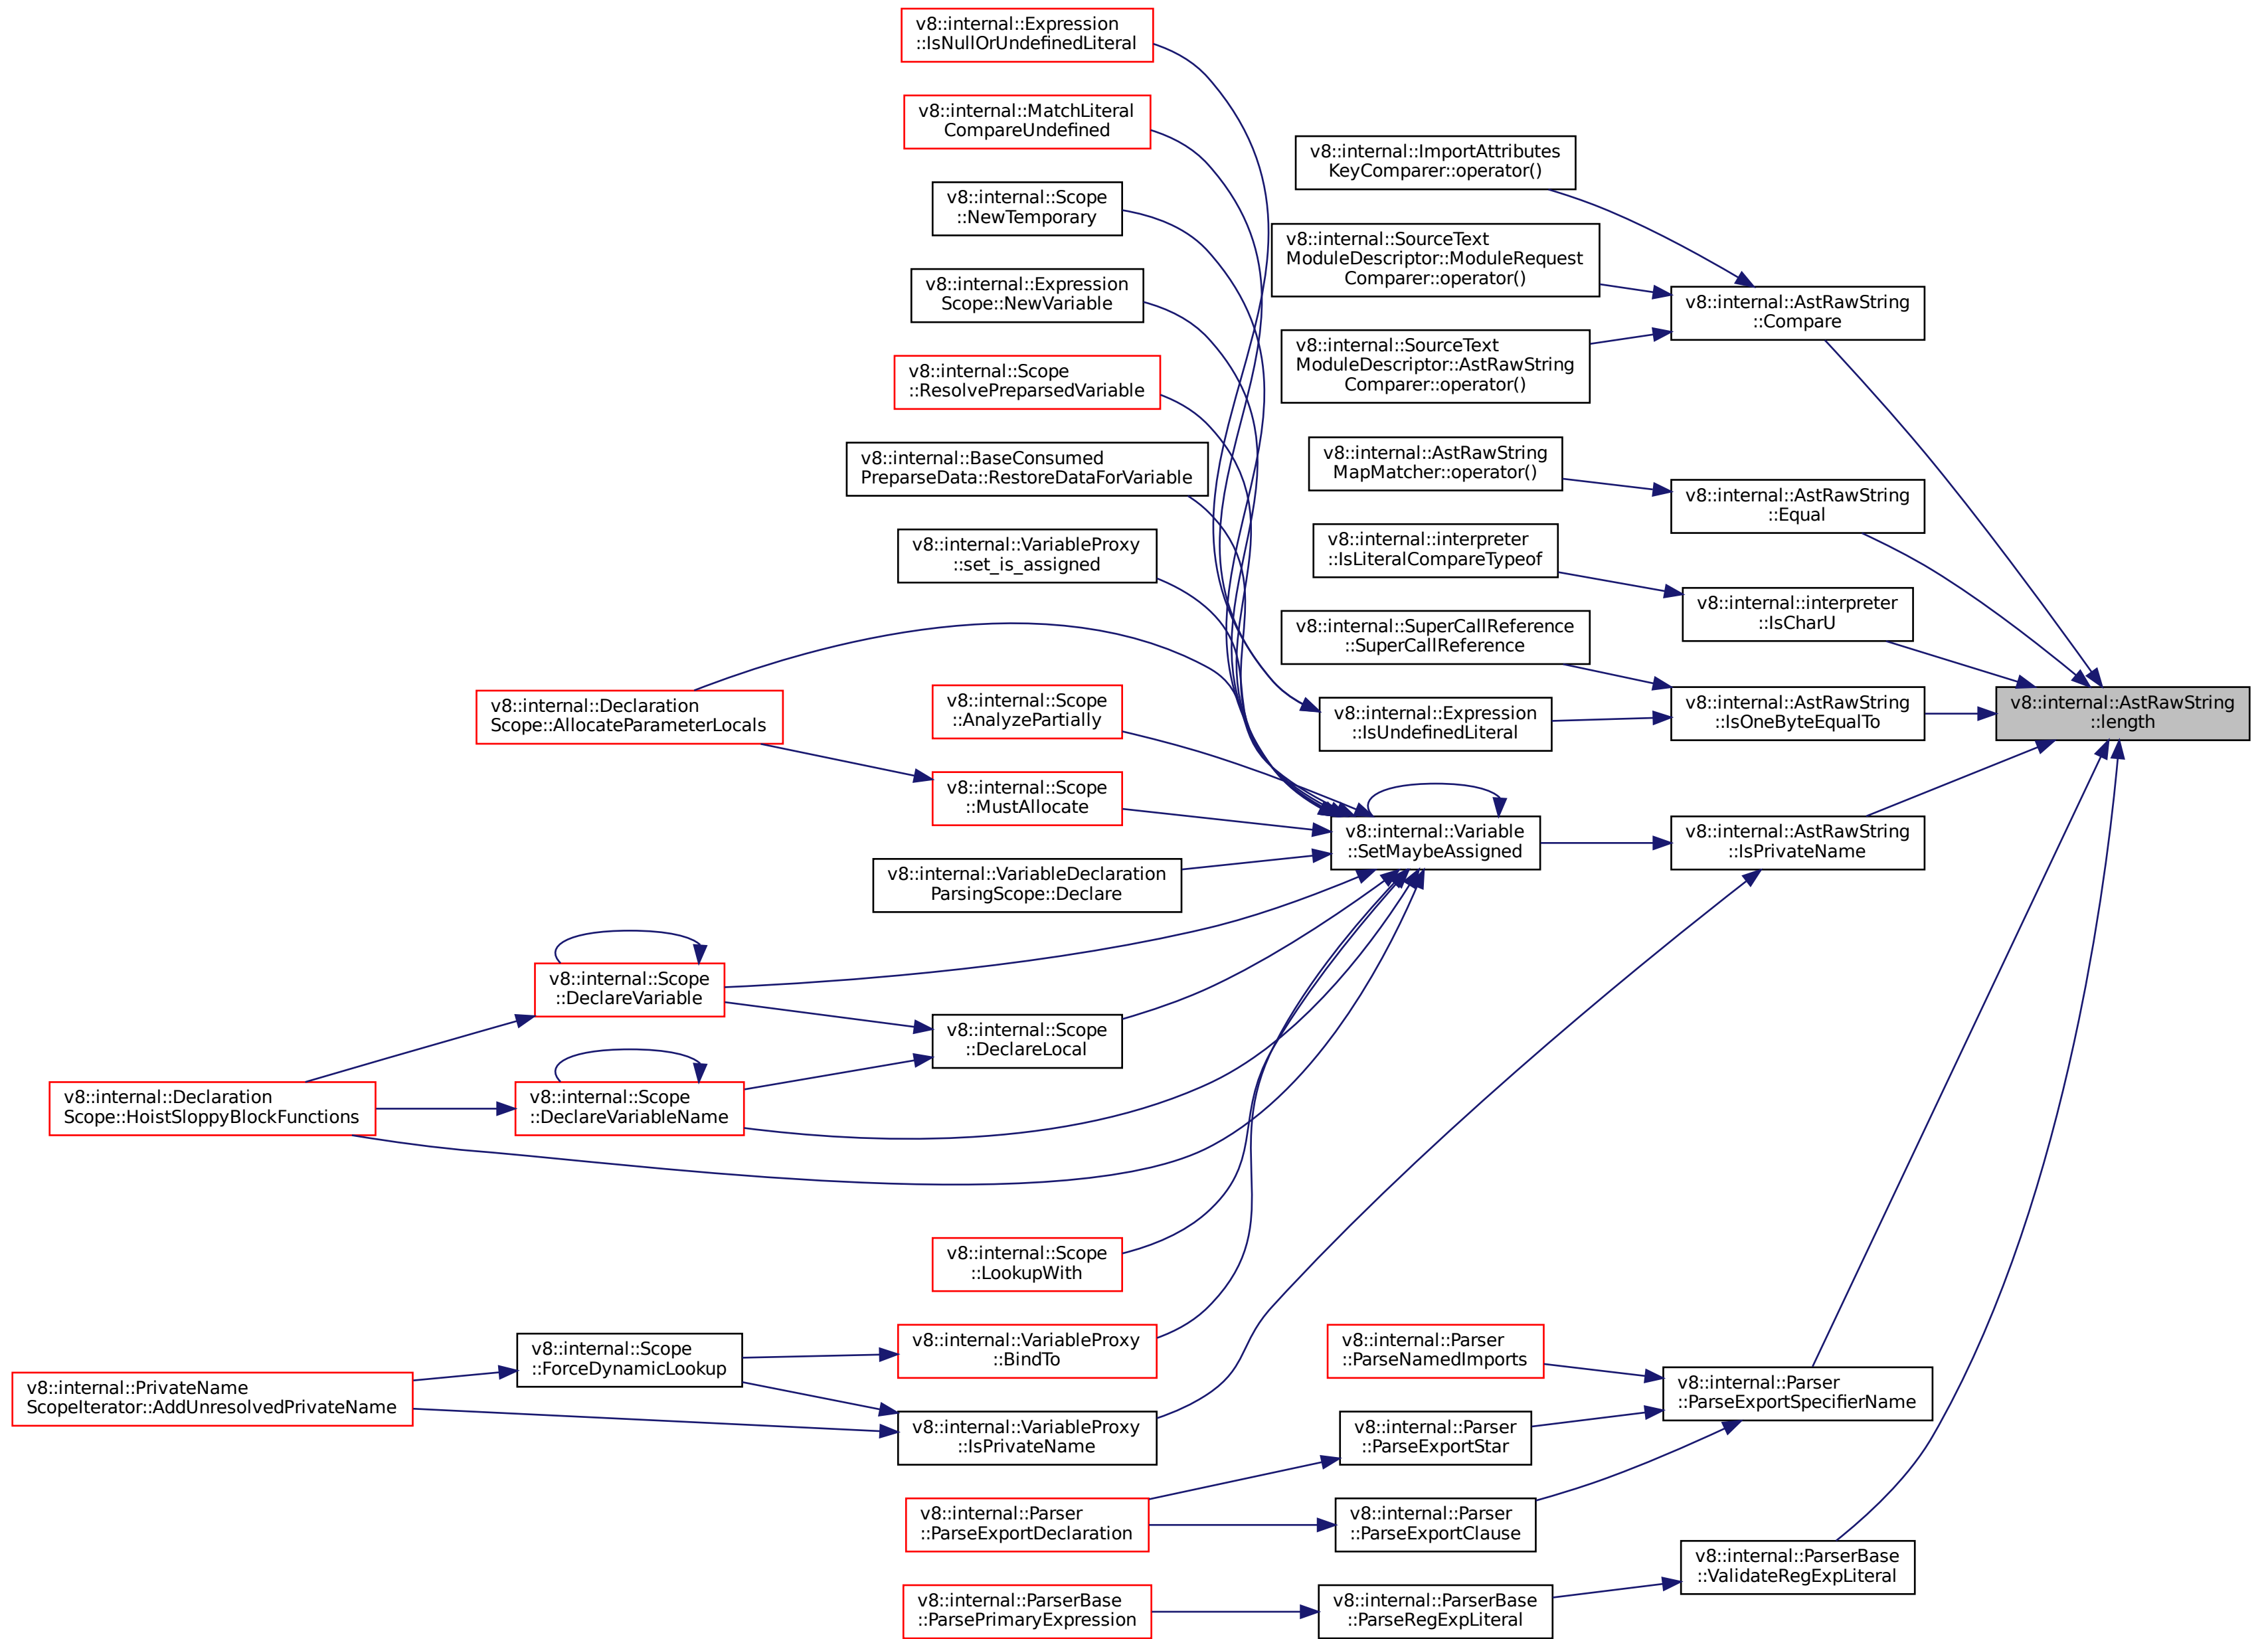 v8::internal::Expression
::IsNullOrUndefinedLiteral
v8::internal::MatchLiteral
CompareUndefined
v8::internal::Scope
::NewTemporary
v8::internal::Expression
Scope::NewVariable
v8::internal::Scope
::ResolvePreparsedVariable
v8::internal::BaseConsumed
PreparseData::RestoreDataForVariable
v8::internal::VariableProxy
::set_is_assigned
v8::internal::Declaration
Scope::AllocateParameterLocals
v8::internal::Scope
::AnalyzePartially
v8::internal::Scope
::MustAllocate
v8::internal::VariableDeclaration
ParsingScope::Declare
v8::internal::Scope
::DeclareVariable
v8::internal::Scope
::DeclareLocal
v8::internal::Declaration
Scope::HoistSloppyBlockFunctions
v8::internal::Scope
::DeclareVariableName
v8::internal::Scope
::LookupWith
v8::internal::VariableProxy
::BindTo
v8::internal::Scope
::ForceDynamicLookup
v8::internal::PrivateName
ScopeIterator::AddUnresolvedPrivateName
v8::internal::VariableProxy
::IsPrivateName
v8::internal::Parser
::ParseExportDeclaration
v8::internal::ParserBase
::ParsePrimaryExpression
v8::internal::ImportAttributes
KeyComparer::operator()
v8::internal::SourceText
ModuleDescriptor::ModuleRequest
Comparer::operator()
v8::internal::SourceText
ModuleDescriptor::AstRawString
Comparer::operator()
v8::internal::AstRawString
MapMatcher::operator()
v8::internal::interpreter
::IsLiteralCompareTypeof
v8::internal::SuperCallReference
::SuperCallReference
v8::internal::Expression
::IsUndefinedLiteral
v8::internal::Variable
::SetMaybeAssigned
v8::internal::Parser
::ParseNamedImports
v8::internal::Parser
::ParseExportStar
v8::internal::Parser
::ParseExportClause
v8::internal::ParserBase
::ParseRegExpLiteral
v8::internal::AstRawString
::Compare
v8::internal::AstRawString
::Equal
v8::internal::interpreter
::IsCharU
v8::internal::AstRawString
::IsOneByteEqualTo
v8::internal::AstRawString
::IsPrivateName
v8::internal::Parser
::ParseExportSpecifierName
v8::internal::ParserBase
::ValidateRegExpLiteral
v8::internal::AstRawString
::length